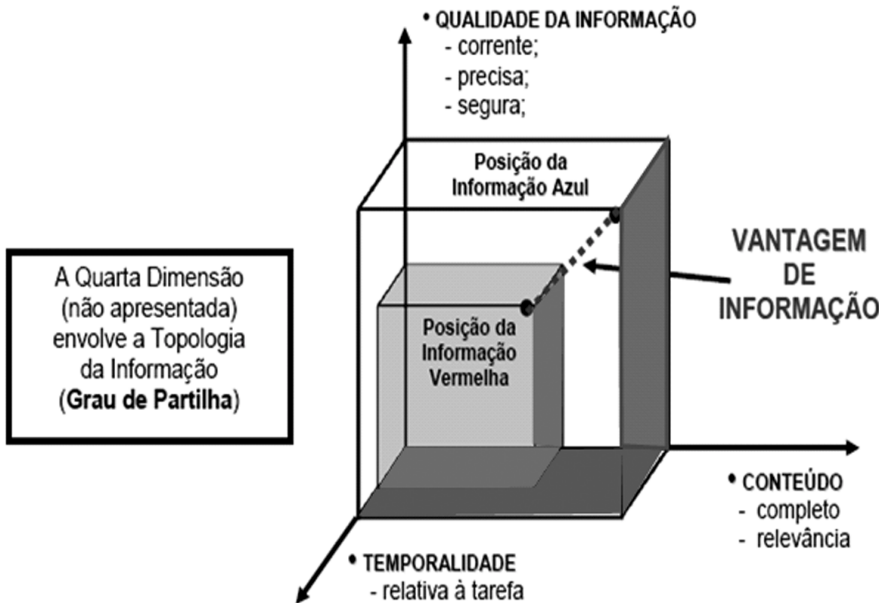 • QUALIDADE DA INFORMAÇÃO
- corrente;
- precisa;
- segura;
Posição da
Informação Azul
VANTAGEM
DE
INFORMAÇÃO
A Quarta Dimensão
(não apresentada)
envolve a Topologia
da Informação
(Grau de Partilha)
Posição da
Informação
Vermelha
• CONTEÚDO
- completo
- relevância
• TEMPORALIDADE
- relativa à tarefa